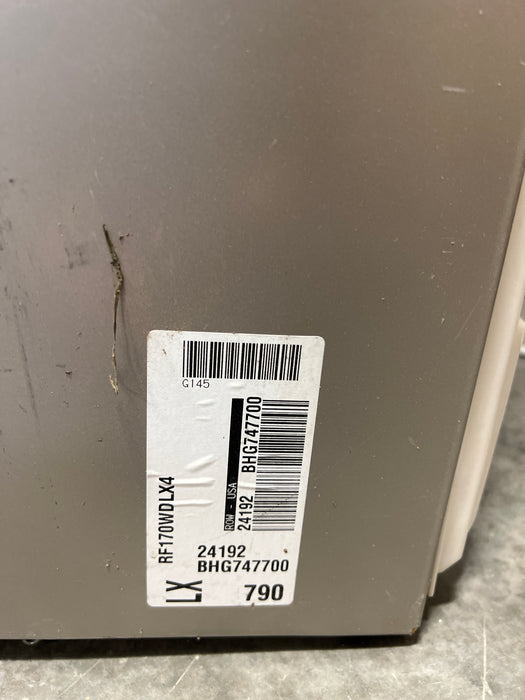 G145
RF170WDLX4
ROW - USA
24192 BHG747700
24192
BHG747700
LX
790